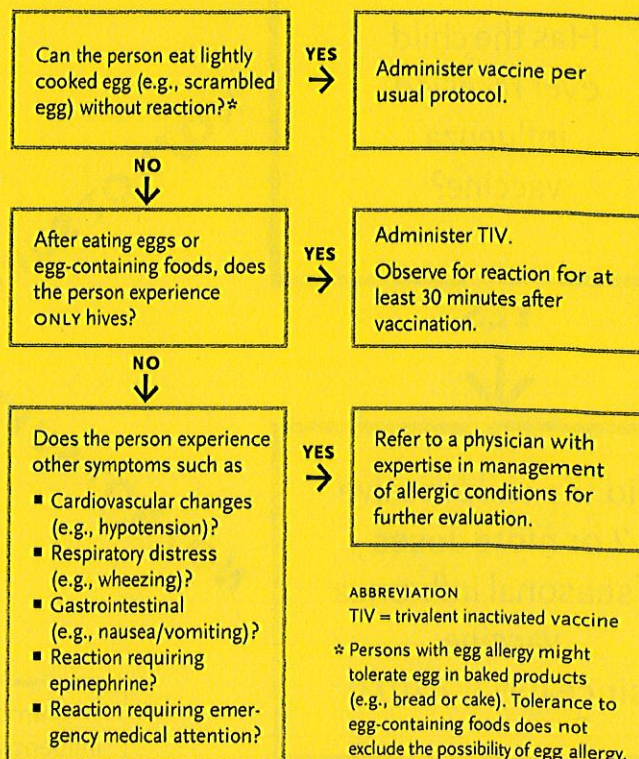 Can the person eat lightly
cooked egg (e.g., scrambled
egg) without reaction?*
YES
→
Administer vaccine per
usual protocol.
NO
↓
After eating eggs or
egg-containing foods, does
the person experience
ONLY hives?
YES
→
Administer TIV.
Observe for reaction for at
least 30 minutes after
vaccination.
NO
↓
Does the person experience
other symptoms such as
■ Cardiovascular changes
(e.g., hypotension)?
■ Respiratory distress
(e.g., wheezing)?
■ Gastrointestinal
(e.g., nausea/vomiting)?
■ Reaction requiring
epinephrine?
■ Reaction requiring emer-
gency medical attention?
YES
→
Refer to a physician with
expertise in management
of allergic conditions for
further evaluation.
ABBREVIATION
TIV = trivalent inactivated vaccine
* Persons with egg allergy might
tolerate egg in baked products
(e.g., bread or cake). Tolerance to
egg-containing foods does not
exclude the possibility of egg allergy.